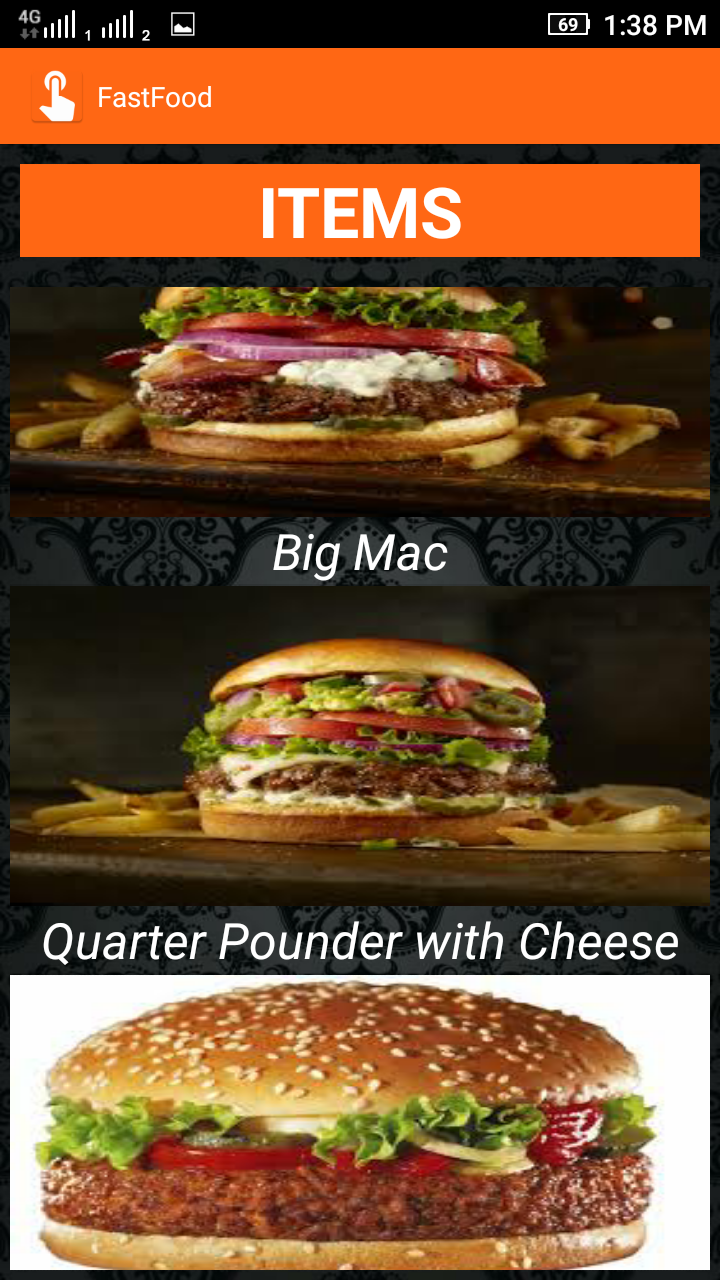 4G 1 2 69 1:38 PM
FastFood
ITEMS
Big Mac
Quarter Pounder with Cheese